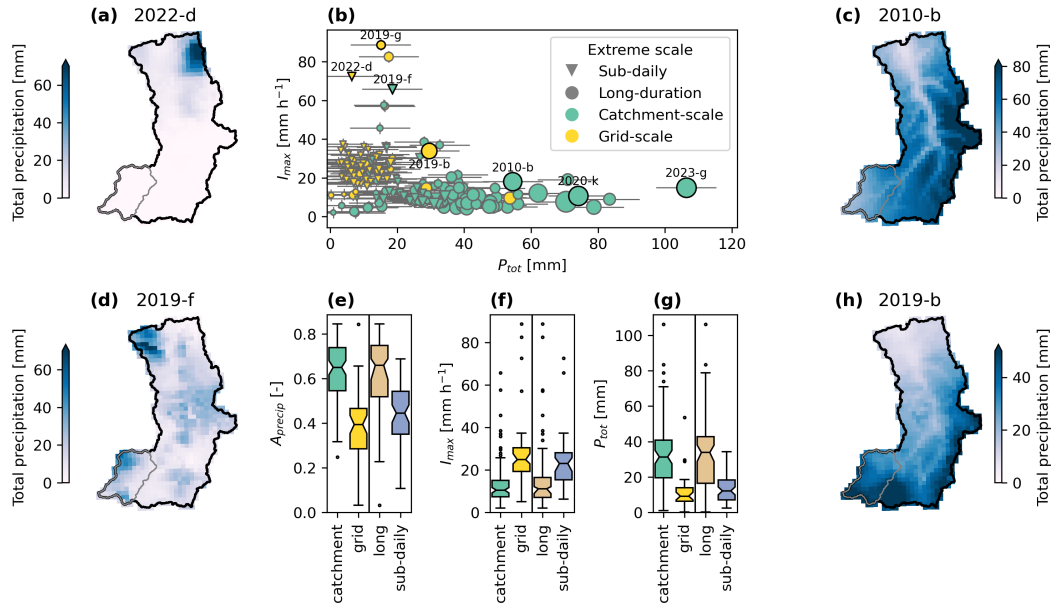 (a) 2022-d
Total precipitation [mm]
60
40
20
0
(b)
I_max [mm h⁻¹]
80
60
40
20
0
2019-g
2022-d
2019-f
2019-b
2010-b
2020-k
2023-g
Extreme scale
Sub-daily
Long-duration
Catchment-scale
Grid-scale
0 20 40 60 80 100 120
P_tot [mm]
(c) 2010-b
80
60
40
20
0
Total precipitation [mm]
(d) 2019-f
Total precipitation [mm]
60
40
20
0
(e)
A_precip [-]
0.8
0.6
0.4
0.2
0.0
catchment
grid
long
sub-daily
(f)
I_max [mm h⁻¹]
80
60
40
20
0
catchment
grid
long
sub-daily
(g)
P_tot [mm]
100
80
60
40
20
0
catchment
grid
long
sub-daily
(h) 2019-b
40
20
0
Total precipitation [mm]